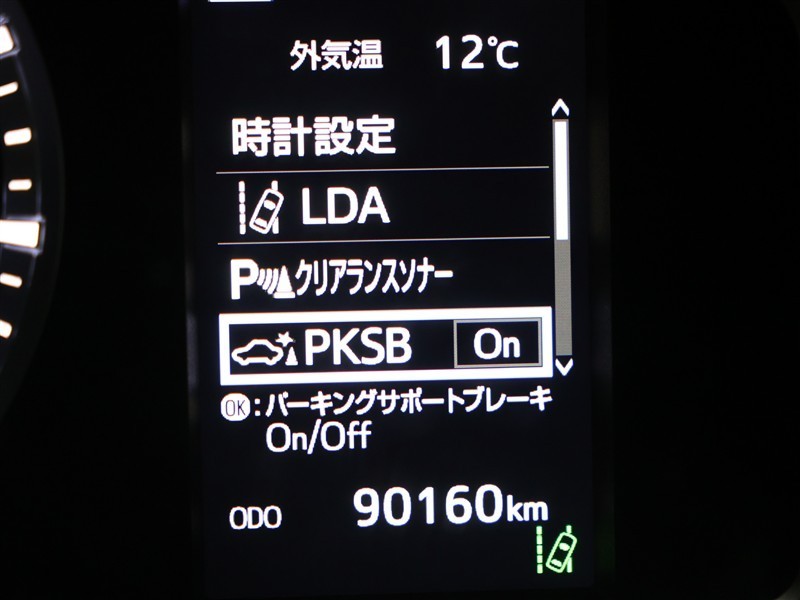 外気温 12℃
時計設定
LDA
P クリアランスソナー
PKSB On
OK:パーキングサポートブレーキ
On/Off
ODO 90160km